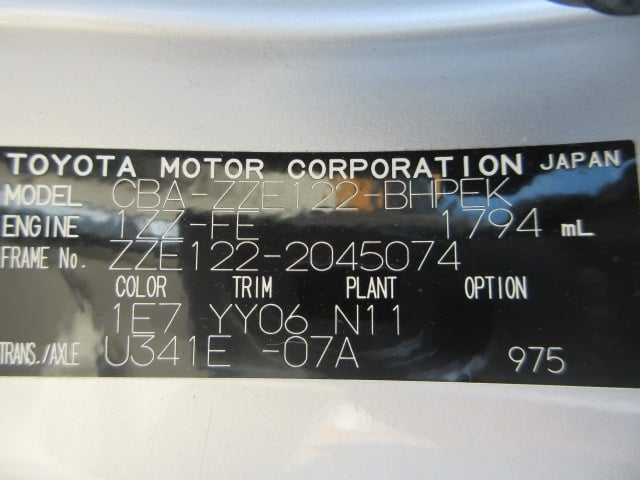 TOYOTA MOTOR CORPORATION JAPAN
MODEL CBA-ZZE122-BHPEK
ENGINE 1ZZ-FE 1794 mL
FRAME No. ZZE122-2045074
COLOR TRIM PLANT OPTION
1E7 YY06 N11
TRANS./AXLE U341E -07A 975